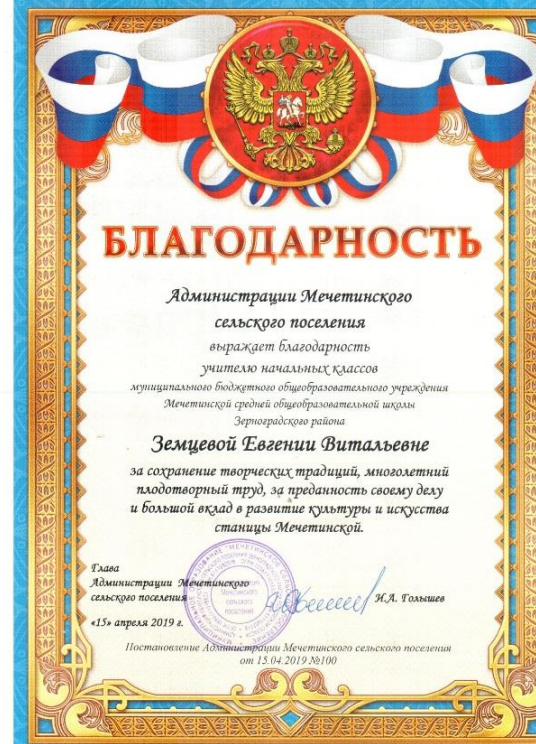 БЛАГОДАРНОСТЬ
Администрации Мечетинского
сельского поселения
выражает благодарность
учителю начальных классов
муниципального бюджетного общеобразовательного учреждения
Мечетинской средней общеобразовательной школы
Зерноградского района
Земцевой Евгении Витальевне
за сохранение творческих традиций, многолетний
плодотворный труд, за преданность своему делу
и большой вклад в развитие культуры и искусства
станицы Мечетинской.
Глава
Администрации Мечетинского
сельского поселения
И.А. Голышев
«15» апреля 2019 г.
Постановление Администрации Мечетинского сельского поселения
от 15.04.2019 №100